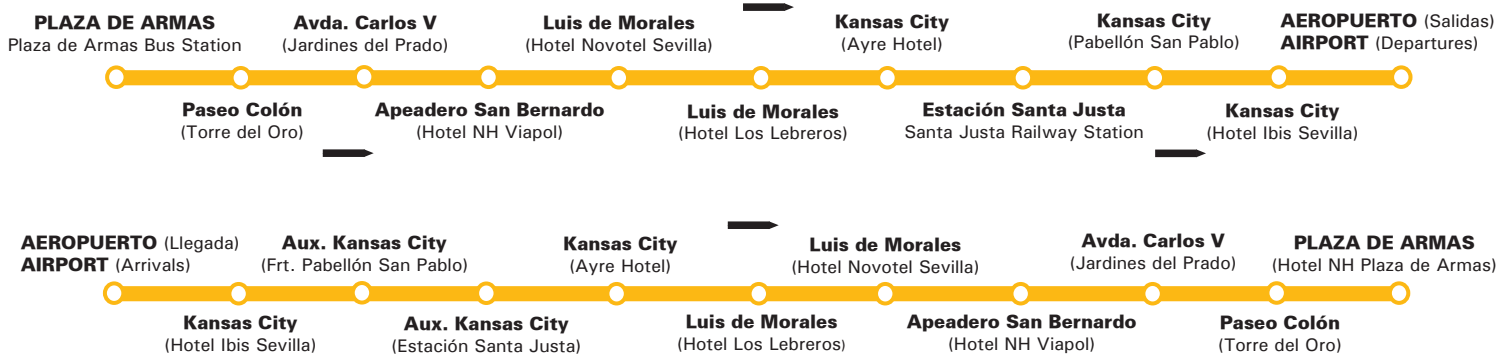 PLAZA DE ARMAS
Plaza de Armas Bus Station
Avda. Carlos V
(Jardines del Prado)
Luis de Morales
(Hotel Novotel Sevilla)
Kansas City
(Ayre Hotel)
Kansas City
(Pabellón San Pablo)
AEROPUERTO (Salidas)
AIRPORT (Departures)
Paseo Colón
(Torre del Oro)
Apeadero San Bernardo
(Hotel NH Viapol)
Luis de Morales
(Hotel Los Lebreros)
Estación Santa Justa
Santa Justa Railway Station
Kansas City
(Hotel Ibis Sevilla)
AEROPUERTO (Llegada)
AIRPORT (Arrivals)
Aux. Kansas City
(Frt. Pabellón San Pablo)
Kansas City
(Ayre Hotel)
Luis de Morales
(Hotel Novotel Sevilla)
Avda. Carlos V
(Jardines del Prado)
PLAZA DE ARMAS
(Hotel NH Plaza de Armas)
Kansas City
(Hotel Ibis Sevilla)
Aux. Kansas City
(Estación Santa Justa)
Luis de Morales
(Hotel Los Lebreros)
Apeadero San Bernardo
(Hotel NH Viapol)
Paseo Colón
(Torre del Oro)